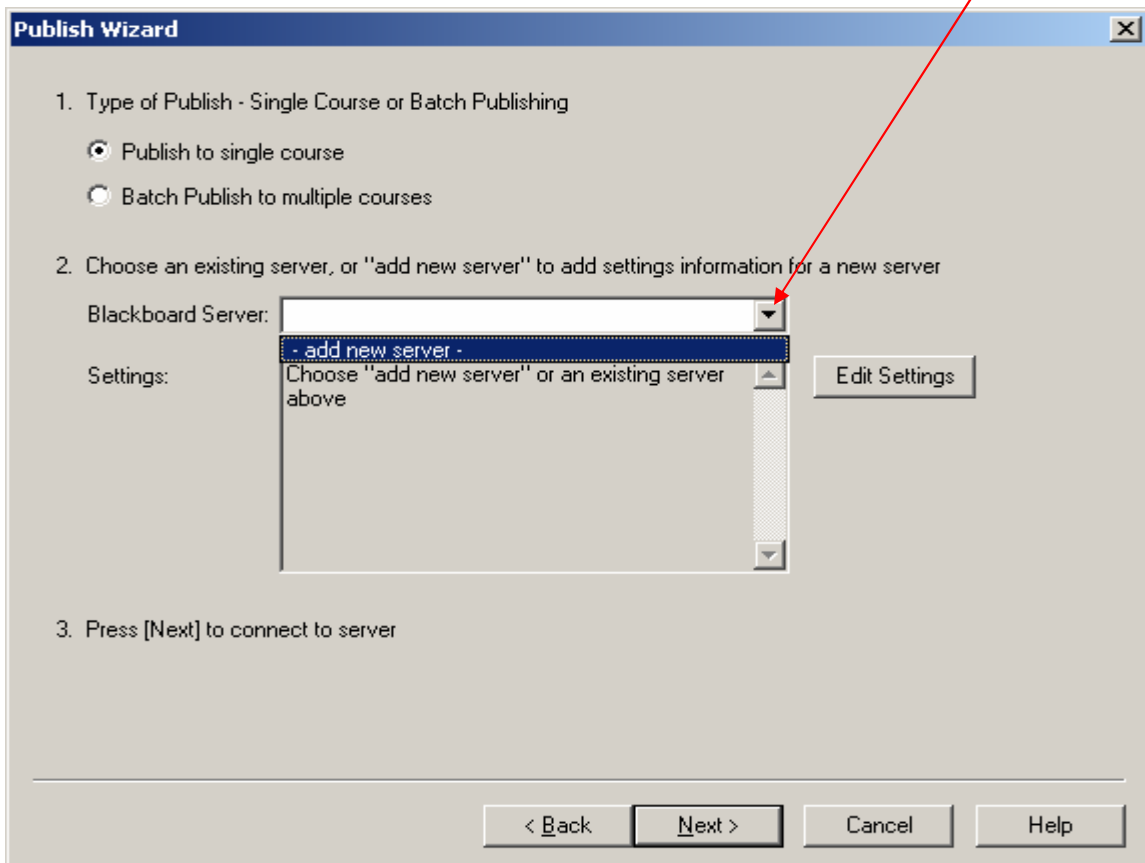 Publish Wizard
1. Type of Publish - Single Course or Batch Publishing
Publish to single course
Batch Publish to multiple courses
2. Choose an existing server, or "add new server" to add settings information for a new server
Blackboard Server:
- add new server -
Settings:
Choose "add new server" or an existing server
above
Edit Settings
3. Press [Next] to connect to server
< Back
Next >
Cancel
Help